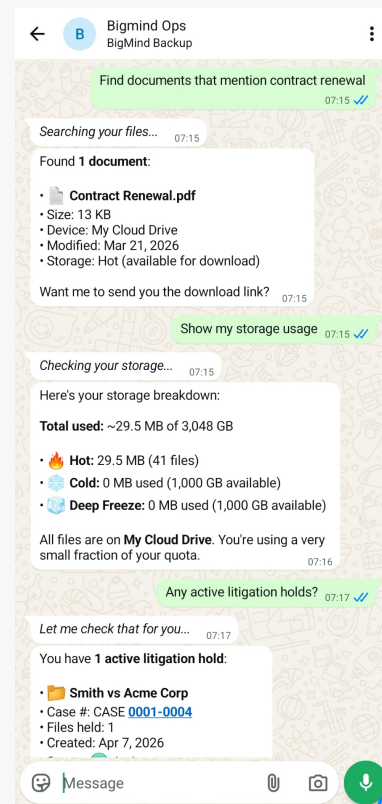 Bigmind Ops
B
BigMind Backup
Find documents that mention contract renewal
07:15
Searching your files...
07:15
Found 1 document:
• Contract Renewal.pdf
• Size: 13 KB
• Device: My Cloud Drive
• Modified: Mar 21, 2026
• Storage: Hot (available for download)
Want me to send you the download link?
07:15
Show my storage usage
07:15
Checking your storage...
07:15
Here's your storage breakdown:
Total used: ~29.5 MB of 3,048 GB
• Hot: 29.5 MB (41 files)
• Cold: 0 MB used (1,000 GB available)
• Deep Freeze: 0 MB used (1,000 GB available)
All files are on My Cloud Drive. You're using a very
small fraction of your quota.
07:16
Any active litigation holds?
07:17
Let me check that for you...
07:17
You have 1 active litigation hold:
• Smith vs Acme Corp
• Case #: CASE 0001-0004
• Files held: 1
• Created: Apr 7, 2026
Message